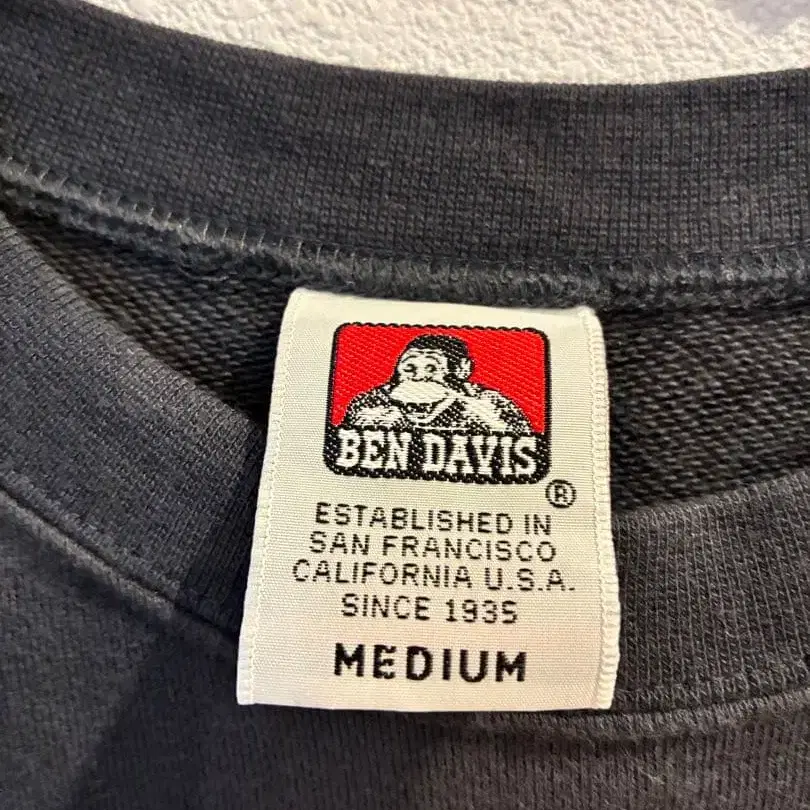 BEN DAVIS
®
ESTABLISHED IN
SAN FRANCISCO
CALIFORNIA U.S.A.
SINCE 1935
MEDIUM